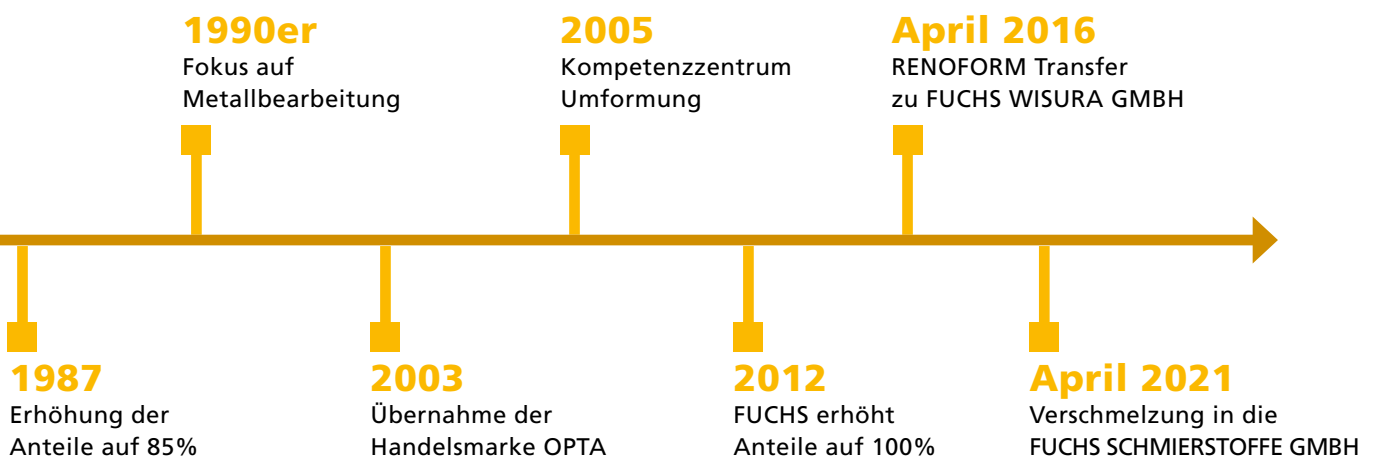 1990er
Fokus auf
Metallbearbeitung
2005
Kompetenzzentrum
Umformung
April 2016
RENOFORM Transfer
zu FUCHS WISURA GMBH
1987
Erhöhung der
Anteile auf 85%
2003
Übernahme der
Handelsmarke OPTA
2012
FUCHS erhöht
Anteile auf 100%
April 2021
Verschmelzung in die
FUCHS SCHMIERSTOFFE GMBH